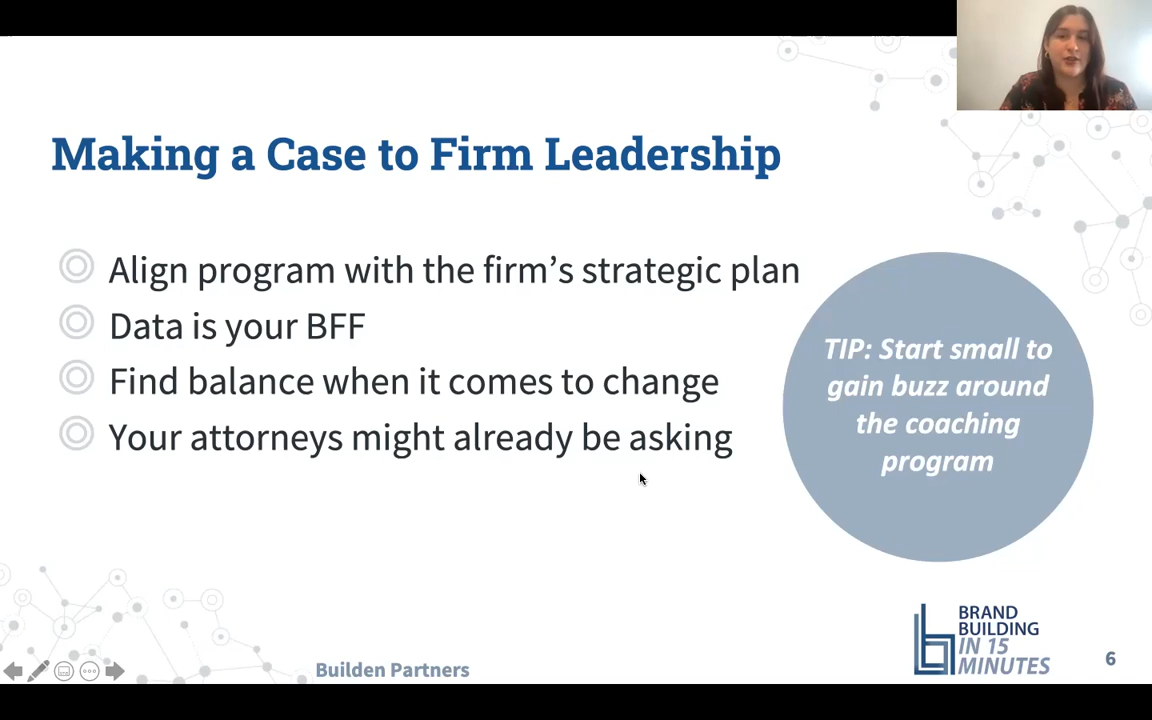 Making a Case to Firm Leadership
Align program with the firm’s strategic plan
Data is your BFF
Find balance when it comes to change
Your attorneys might already be asking
TIP: Start small to
gain buzz around
the coaching
program
Builden Partners
BRAND
BUILDING
IN 15
MINUTES
6